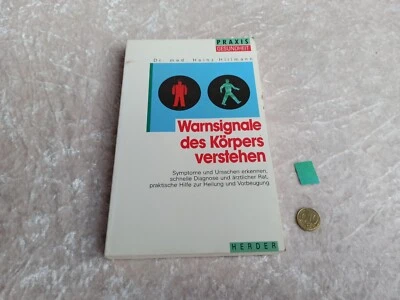 PRAXIS
GESUNDHEIT
Dr. med. Heinz Hillmann
Warnsignale
des Körpers
verstehen
Symptome und Ursachen erkennen,
schnelle Diagnose und ärztlicher Rat,
praktische Hilfe zur Heilung und Vorbeugung
HERDER